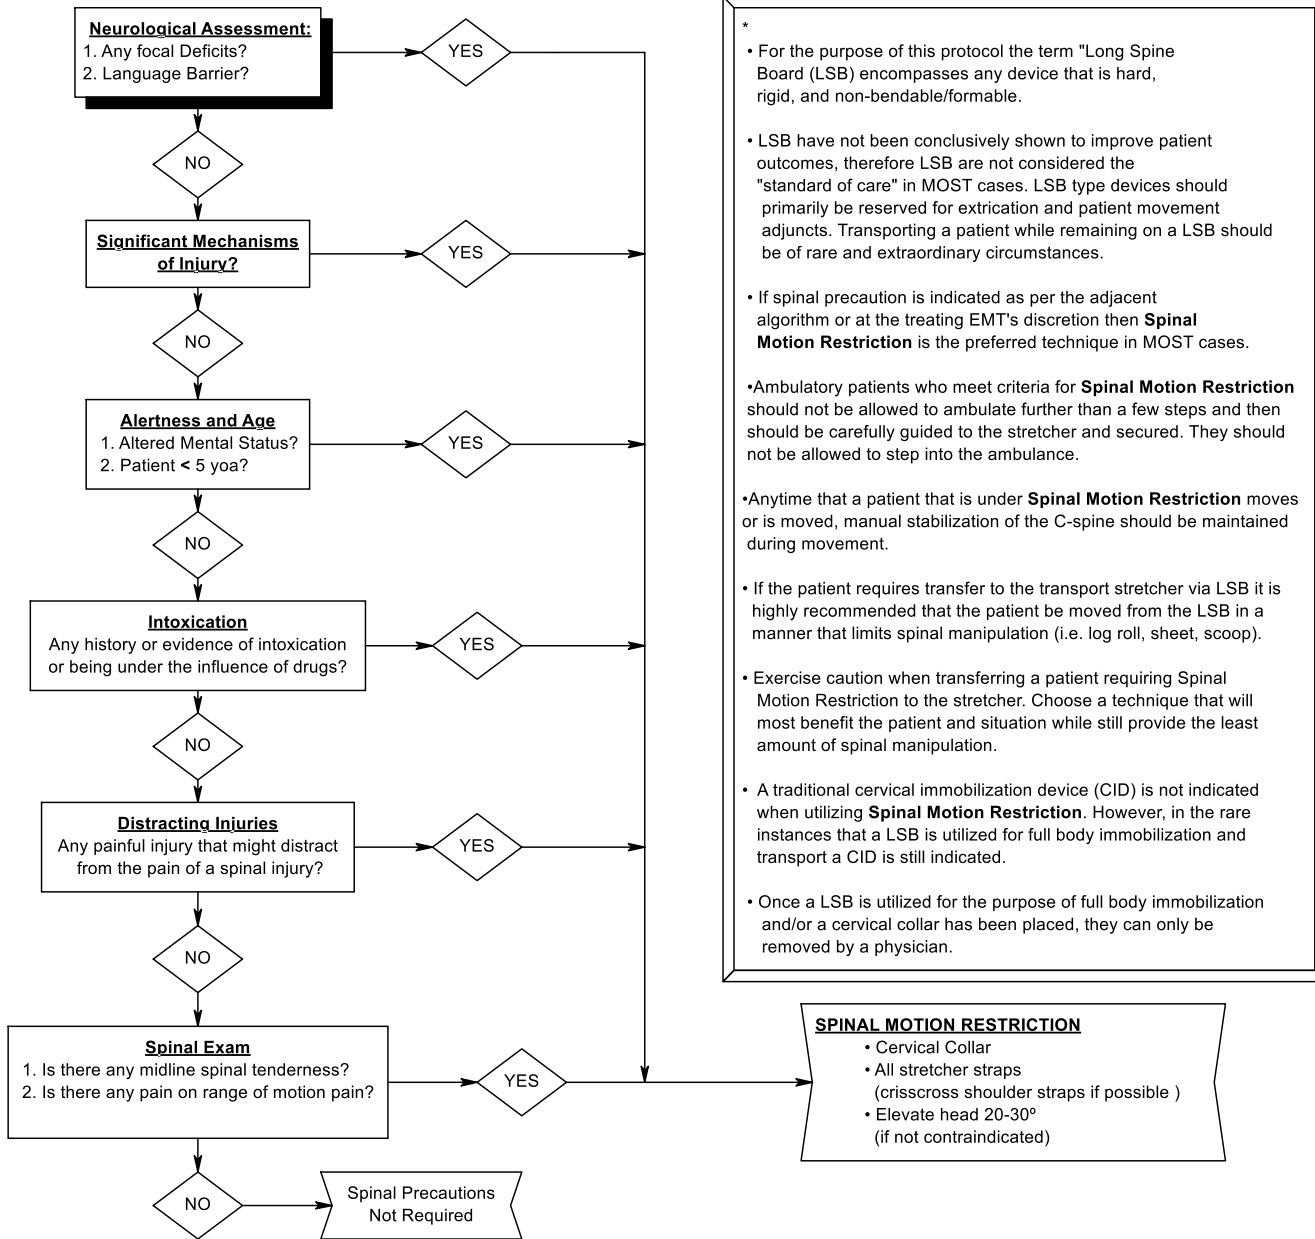 Neurological Assessment:
1. Any focal Deficits?
2. Language Barrier?
YES
NO
Significant Mechanisms
of Injury?
YES
NO
Alertness and Age
1. Altered Mental Status?
2. Patient < 5 yoa?
YES
NO
Intoxication
Any history or evidence of intoxication
or being under the influence of drugs?
YES
NO
Distracting Injuries
Any painful injury that might distract
from the pain of a spinal injury?
YES
NO
Spinal Exam
1. Is there any midline spinal tenderness?
2. Is there any pain on range of motion pain?
YES
NO
Spinal Precautions
Not Required
*
• For the purpose of this protocol the term "Long Spine
Board (LSB) encompasses any device that is hard,
rigid, and non-bendable/formable.
• LSB have not been conclusively shown to improve patient
outcomes, therefore LSB are not considered the
"standard of care" in MOST cases. LSB type devices should
primarily be reserved for extrication and patient movement
adjuncts. Transporting a patient while remaining on a LSB should
be of rare and extraordinary circumstances.
• If spinal precaution is indicated as per the adjacent
algorithm or at the treating EMT's discretion then Spinal
Motion Restriction is the preferred technique in MOST cases.
•Ambulatory patients who meet criteria for Spinal Motion Restriction
should not be allowed to ambulate further than a few steps and then
should be carefully guided to the stretcher and secured. They should
not be allowed to step into the ambulance.
•Anytime that a patient that is under Spinal Motion Restriction moves
or is moved, manual stabilization of the C-spine should be maintained
during movement.
• If the patient requires transfer to the transport stretcher via LSB it is
highly recommended that the patient be moved from the LSB in a
manner that limits spinal manipulation (i.e. log roll, sheet, scoop).
• Exercise caution when transferring a patient requiring Spinal
Motion Restriction to the stretcher. Choose a technique that will
most benefit the patient and situation while still provide the least
amount of spinal manipulation.
• A traditional cervical immobilization device (CID) is not indicated
when utilizing Spinal Motion Restriction. However, in the rare
instances that a LSB is utilized for full body immobilization and
transport a CID is still indicated.
• Once a LSB is utilized for the purpose of full body immobilization
and/or a cervical collar has been placed, they can only be
removed by a physician.
SPINAL MOTION RESTRICTION
• Cervical Collar
• All stretcher straps
(crisscross shoulder straps if possible )
• Elevate head 20-30º
(if not contraindicated)